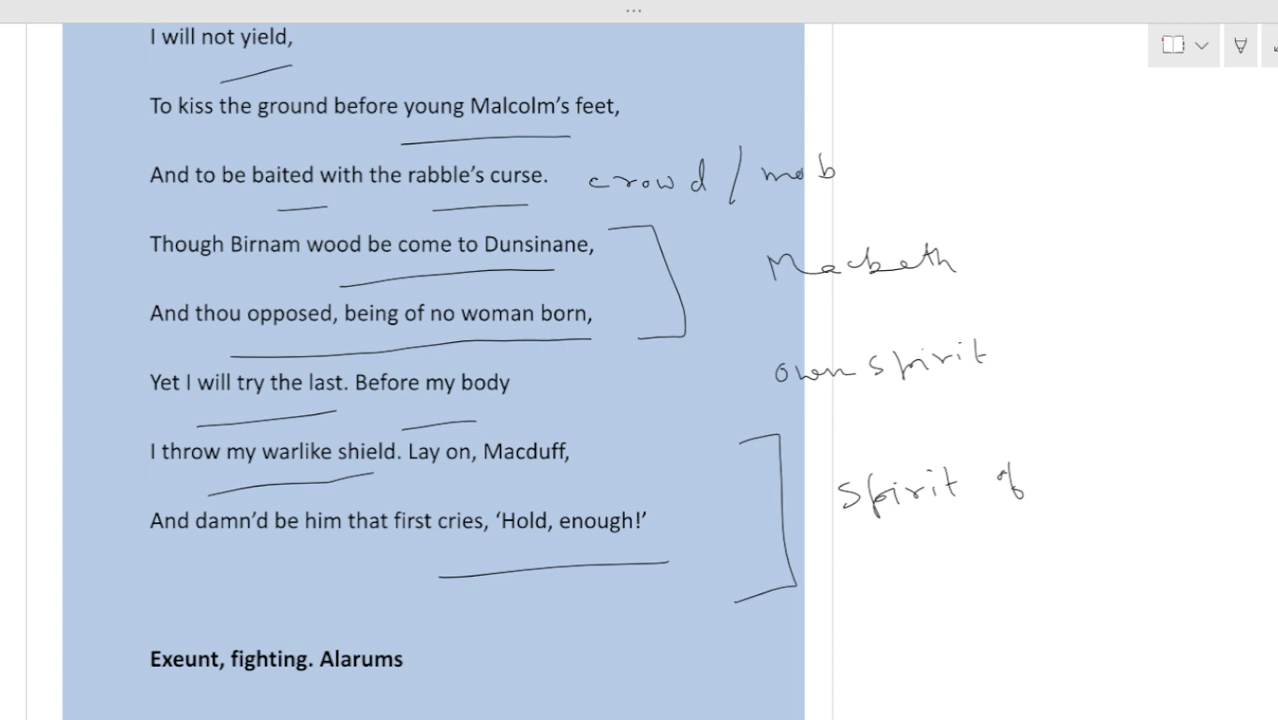 I will not yield,
To kiss the ground before young Malcolm’s feet,
And to be baited with the rabble’s curse. crowd / mob
Though Birnam wood be come to Dunsinane,
Macbeth
And thou opposed, being of no woman born,
own spirit
Yet I will try the last. Before my body
I throw my warlike shield. Lay on, Macduff,
spirit of
And damn’d be him that first cries, ‘Hold, enough!’
Exeunt, fighting. Alarums